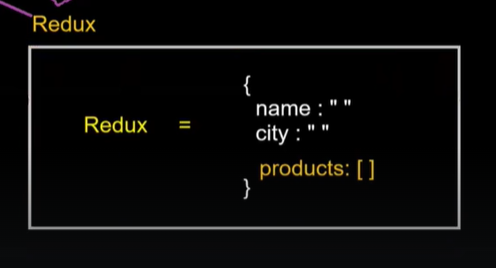 Redux
{
Redux = name : " "
city : " "
products: [ ]
}